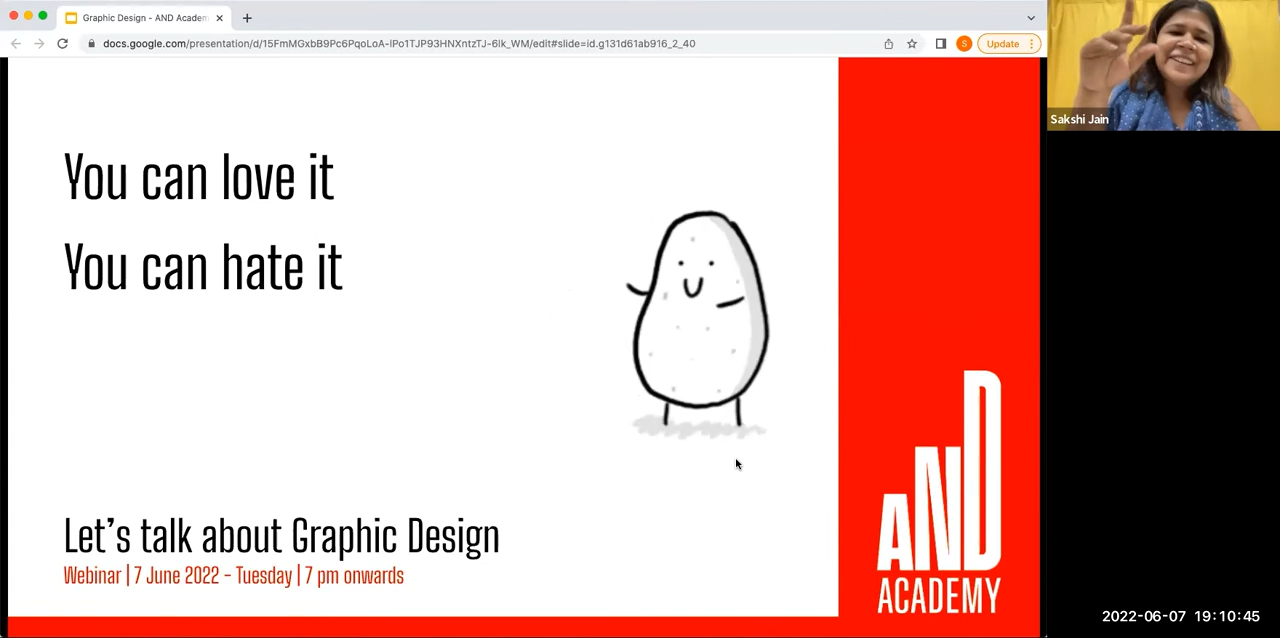 Graphic Design - AND Academ
docs.google.com/presentation/d/15FmMGxbB9Pc6PqoLoA-lPo1TJP93HNXntzTJ-6lk_WM/edit#slide=id.g131d61ab916_2_40
S
Update
Sakshi Jain
You can love it
You can hate it
Let's talk about Graphic Design
Webinar | 7 June 2022 - Tuesday | 7 pm onwards
AND
ACADEMY
2022-06-07 19:10:45